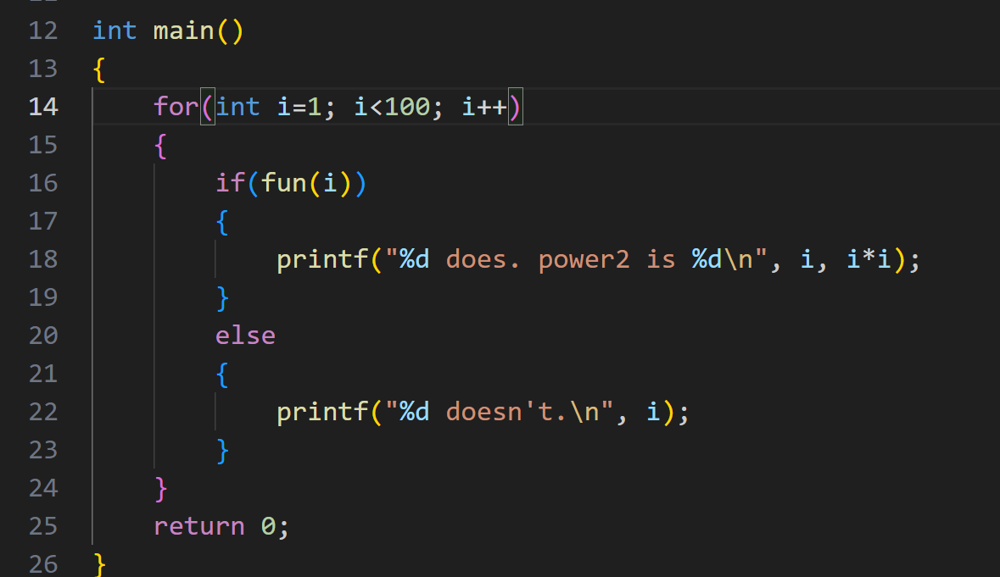 12 int main()
13 {
14     for(int i=1; i<100; i++)
15     {
16         if(fun(i))
17         {
18             printf("%d does. power2 is %d\n", i, i*i);
19         }
20         else
21         {
22             printf("%d doesn't.\n", i);
23         }
24     }
25     return 0;
26 }